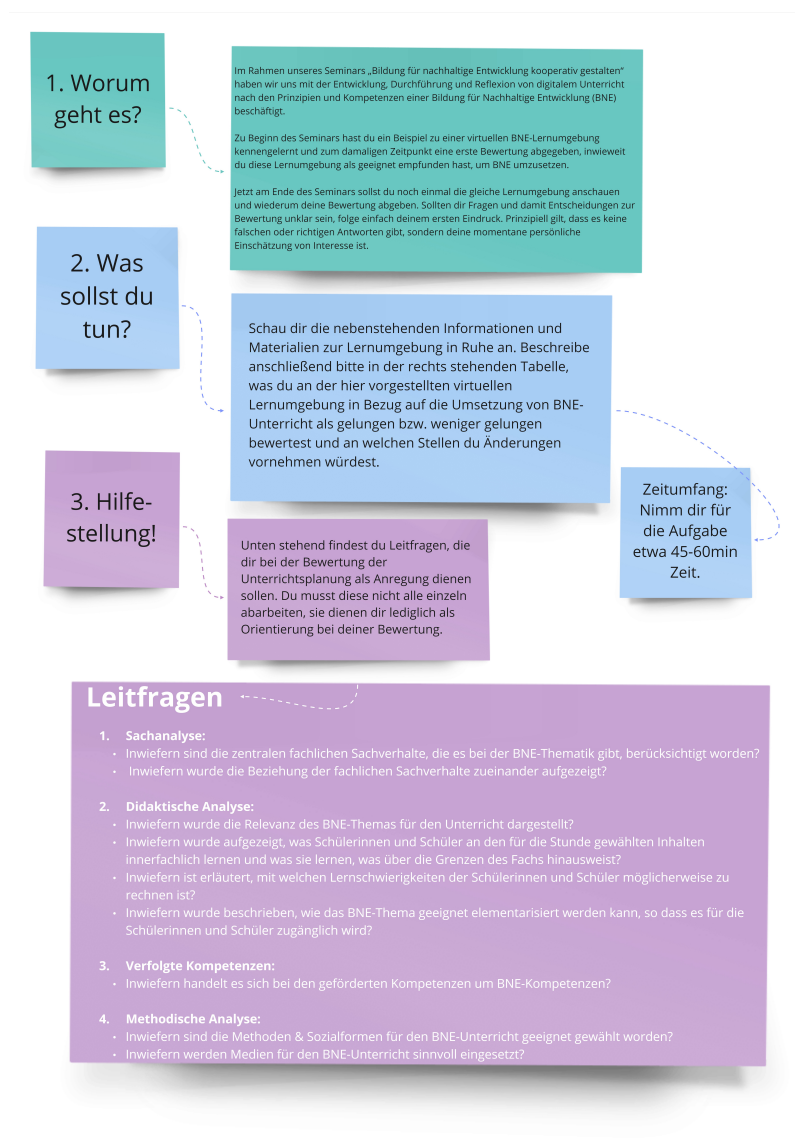 1. Worum
geht es?
Im Rahmen unseres Seminars „Bildung für nachhaltige Entwicklung kooperativ gestalten“
haben wir uns mit der Entwicklung, Durchführung und Reflexion von digitalem Unterricht
nach den Prinzipien und Kompetenzen einer Bildung für Nachhaltige Entwicklung (BNE)
beschäftigt.
Zu Beginn des Seminars hast du ein Beispiel zu einer virtuellen BNE-Lernumgebung
kennengelernt und zum damaligen Zeitpunkt eine erste Bewertung abgegeben, inwieweit
du diese Lernumgebung als geeignet empfunden hast, um BNE umzusetzen.
Jetzt am Ende des Seminars sollst du noch einmal die gleiche Lernumgebung anschauen
und wiederum deine Bewertung abgeben. Sollten dir Fragen und damit Entscheidungen zur
Bewertung unklar sein, folge einfach deinem ersten Eindruck. Prinzipiell gilt, dass es keine
falschen oder richtigen Antworten gibt, sondern deine momentane persönliche
Einschätzung von Interesse ist.
2. Was
sollst du
tun?
Schau dir die nebenstehenden Informationen und
Materialien zur Lernumgebung in Ruhe an. Beschreibe
anschließend bitte in der rechts stehenden Tabelle,
was du an der hier vorgestellten virtuellen
Lernumgebung in Bezug auf die Umsetzung von BNE-
Unterricht als gelungen bzw. weniger gelungen
bewertest und an welchen Stellen du Änderungen
vornehmen würdest.
Zeitumfang:
Nimm dir für
die Aufgabe
etwa 45-60min
Zeit.
3. Hilfe-
stellung!
Unten stehend findest du Leitfragen, die
dir bei der Bewertung der
Unterrichtsplanung als Anregung dienen
sollen. Du musst diese nicht alle einzeln
abarbeiten, sie dienen dir lediglich als
Orientierung bei deiner Bewertung.
Leitfragen
1. Sachanalyse:
• Inwiefern sind die zentralen fachlichen Sachverhalte, die es bei der BNE-Thematik gibt, berücksichtigt worden?
• Inwiefern wurde die Beziehung der fachlichen Sachverhalte zueinander aufgezeigt?
2. Didaktische Analyse:
• Inwiefern wurde die Relevanz des BNE-Themas für den Unterricht dargestellt?
• Inwiefern wurde aufgezeigt, was Schülerinnen und Schüler an den für die Stunde gewählten Inhalten
innerfachlich lernen und was sie lernen, was über die Grenzen des Fachs hinausweist?
• Inwiefern ist erläutert, mit welchen Lernschwierigkeiten der Schülerinnen und Schüler möglicherweise zu
rechnen ist?
• Inwiefern wurde beschrieben, wie das BNE-Thema geeignet elementarisiert werden kann, so dass es für die
Schülerinnen und Schüler zugänglich wird?
3. Verfolgte Kompetenzen:
• Inwiefern handelt es sich bei den geförderten Kompetenzen um BNE-Kompetenzen?
4. Methodische Analyse:
• Inwiefern sind die Methoden & Sozialformen für den BNE-Unterricht geeignet gewählt worden?
• Inwiefern werden Medien für den BNE-Unterricht sinnvoll eingesetzt?